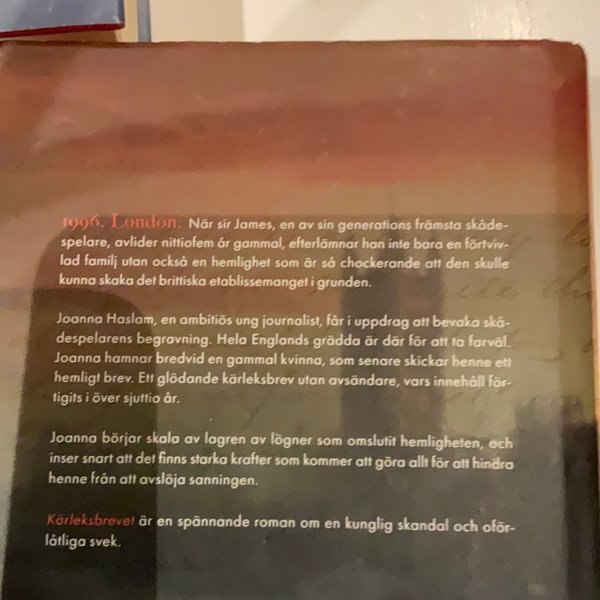 1996, London: När sir James, en av sin generations främsta skåde-
spelare, avlider nittiofem år gammal, efterlämnar han inte bara en förtviv-
lad familj utan också en hemlighet som är så chockerande att den skulle
kunna skaka det brittiska etablissemanget i grunden.
Joanna Haslam, en ambitiös ung journalist, får i uppdrag att bevaka skå-
despelarens begravning. Hela Englands grädda är där för att ta farväl.
Joanna hamnar bredvid en gammal kvinna, som senare skickar henne ett
hemligt brev. Ett glödande kärleksbrev utan avsändare, vars innehåll för-
tigits i över sjuttio år.
Joanna börjar skala av lagren av lögner som omslutit hemligheten, och
inser snart att det finns starka krafter som kommer att göra allt för att hindra
henne från att avslöja sanningen.
Kärleksbrevet är en spännande roman om en kunglig skandal och oför-
låtliga svek.